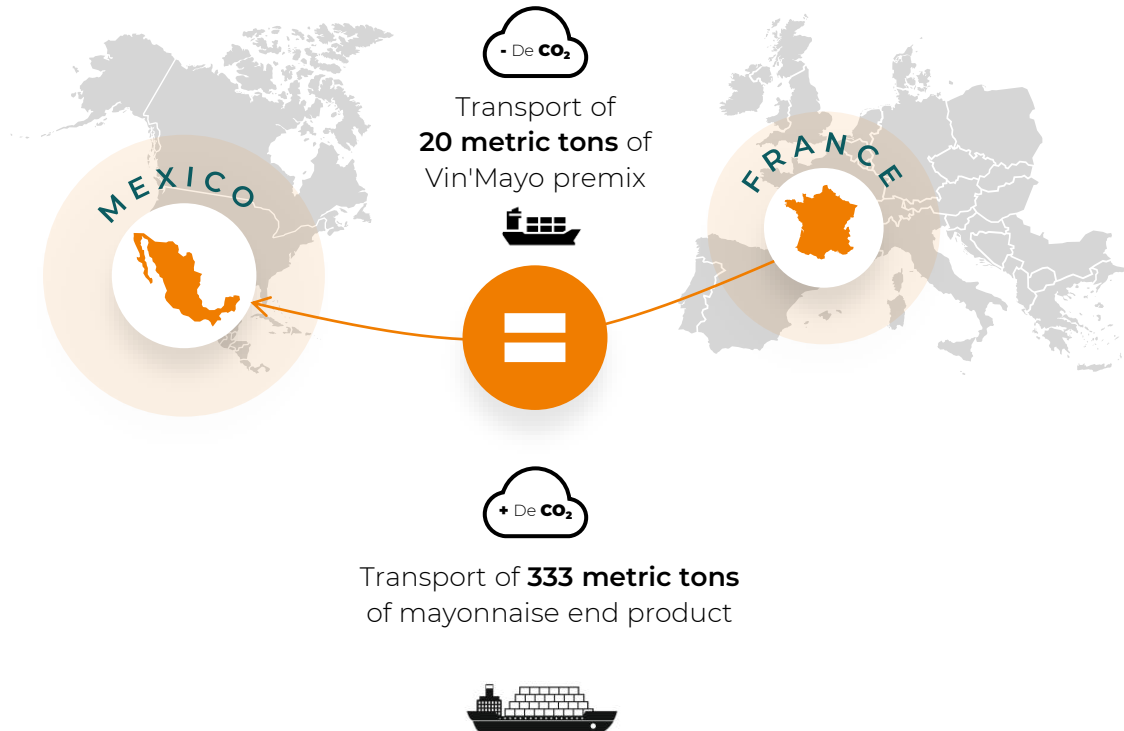 - De CO₂
Transport of
20 metric tons of
Vin'Mayo premix
MEXICO
FRANCE
+ De CO₂
Transport of 333 metric tons
of mayonnaise end product